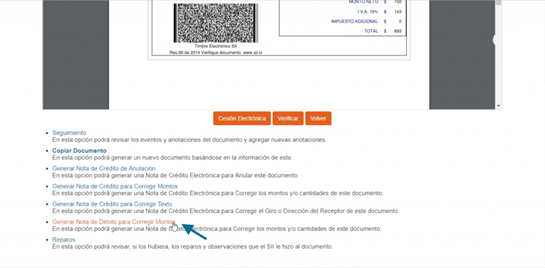 MONTO NETO $ 750
I.V.A. 19% $ 143
IMPUESTO ADICIONAL $ 0
TOTAL $ 893
Timbre Electrónico SII
Res.99 de 2014 Verifique documento: www.sii.cl
Cesión Electrónica Verificar Volver
Seguimiento
En esta opción podrá revisar los eventos y anotaciones del documento y agregar nuevas anotaciones.
Copiar Documento
En esta opción podrá generar un nuevo documento basándose en la información de este.
Generar Nota de Crédito de Anulación
En esta opción podrá generar una Nota de Crédito Electrónica para Anular este documento.
Generar Nota de Crédito para Corregir Montos
En esta opción podrá generar una Nota de Crédito Electrónica para Corregir los montos y/o cantidades de este documento.
Generar Nota de Crédito para Corregir Texto
En esta opción podrá generar una Nota de Crédito Electrónica para Corregir el Giro o Dirección del Receptor de este documento.
Generar Nota de Débito para Corregir Montos
En esta opción podrá generar una Nota de Electrónica para Corregir los montos y/o cantidades de este documento.
Reparos
En esta opción podrá revisar, si los hubiera, los reparos y observaciones que el SII le hizo al documento.